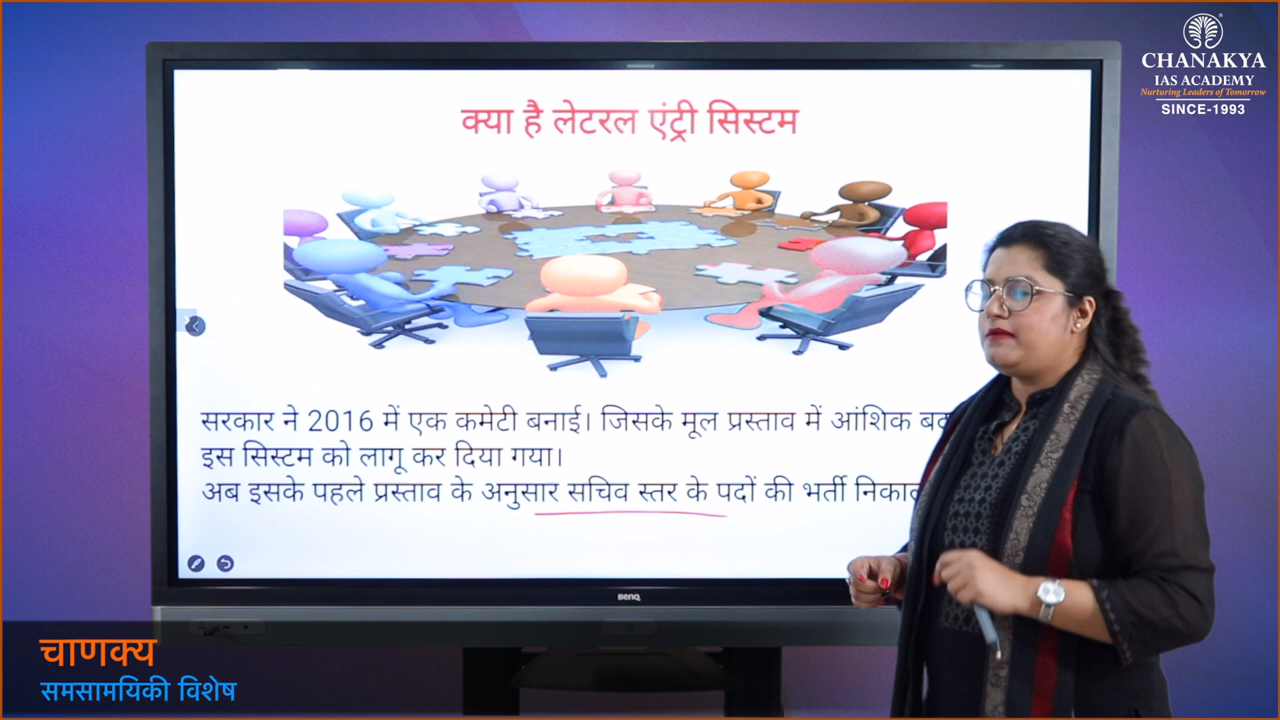 CHANAKYA
IAS ACADEMY
Nurturing Leaders of Tomorrow
SINCE-1993
क्या है लेटरल एंट्री सिस्टम
सरकार ने 2016 में एक कमेटी बनाई। जिसके मूल प्रस्ताव में आंशिक
इस सिस्टम को लागू कर दिया गया।
अब इसके पहले प्रस्ताव के अनुसार सचिव स्तर के पदों की भर्ती
BenQ
चाणक्य
समसामयिकी विशेष